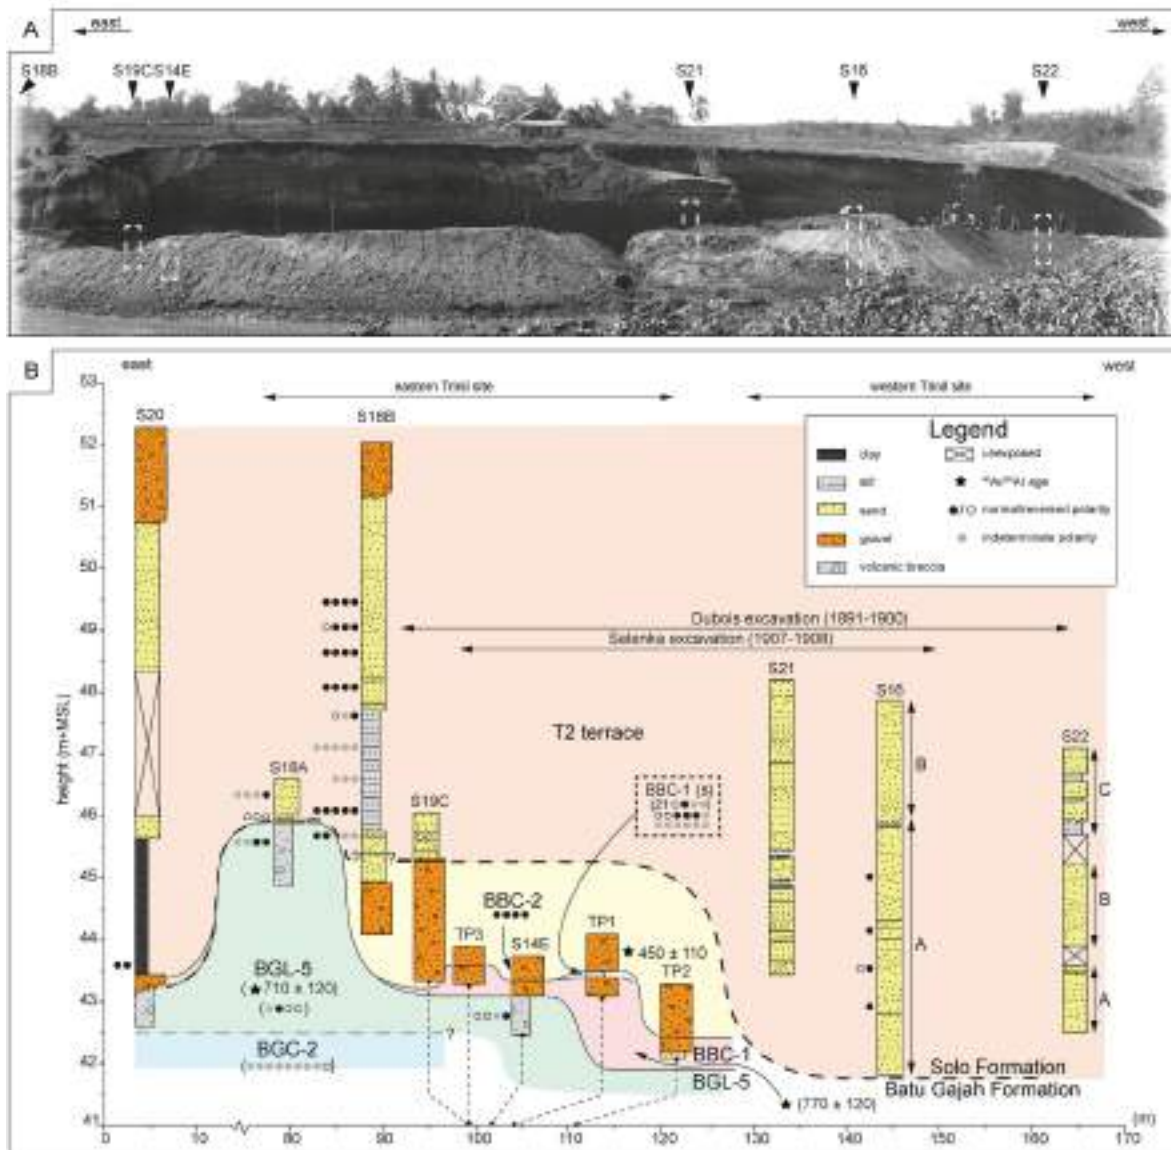 A
east
west
S18B
S19C S14E
S21
S16
S22
B
east
west
eastern Trinil site
western Trinil site
53
52
51
50
49
48
47
46
45
44
43
42
41
height (m+MSL)
S20
S18B
Legend
clay
silt
sand
gravel
volcanic breccia
unexposed
age
normal/reversed polarity
indeterminate polarity
Dubois excavation (1891-1900)
Selenka excavation (1907-1908)
S21
S16
S22
T2 terrace
S18A
S19C
BBC-1 (s)
B
A
C
B
A
BBC-2
TP3
S14E
TP1
450 ± 110
TP2
BGL-5
(★710 ± 120)
BGC-2
?
BBC-1
BGL-5
Solo Formation
Batu Gajah Formation
(770 ± 120)
0 10 80 90 100 110 120 130 140 150 160 170
(m)